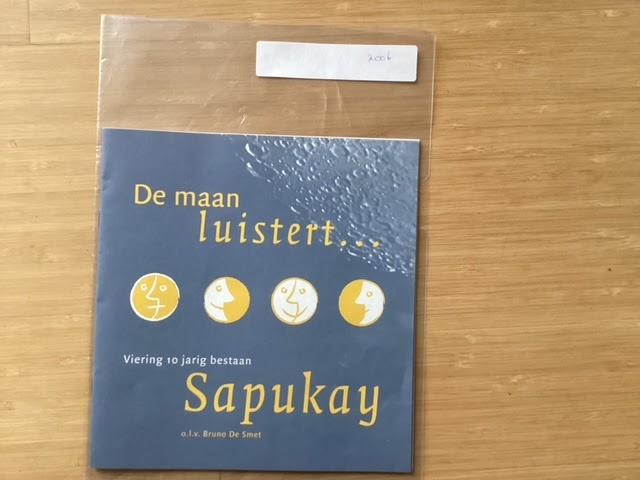 2006
De maan
luistert...
Viering 10 jarig bestaan
Sapukay
o.l.v. Bruno De Smet